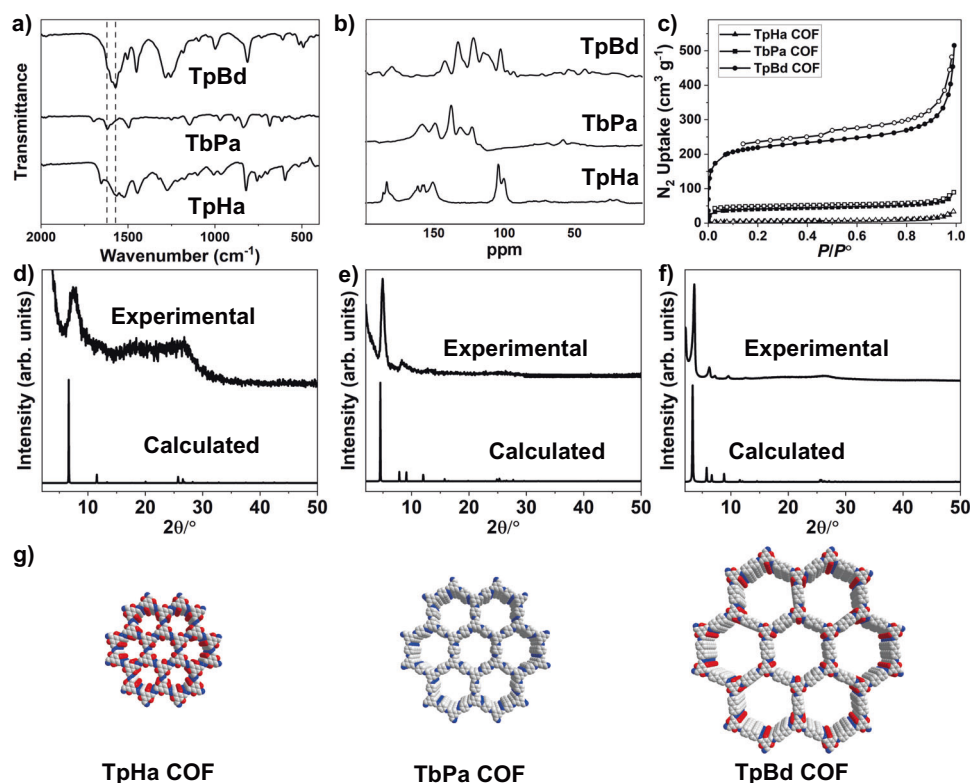 a)
Transmittance
TpBd
TbPa
TpHa
2000 1500 1000 500
Wavenumber (cm⁻¹)
b)
TpBd
TbPa
TpHa
150 100 50
ppm
c)
TpHa COF
TbPa COF
TpBd COF
N₂ Uptake (cm³ g⁻¹)
500
400
300
200
100
0
0.0 0.2 0.4 0.6 0.8 1.0
P/P°
d)
Intensity (arb. units)
Experimental
Calculated
10 20 30 40 50
2θ/°
e)
Intensity (arb. units)
Experimental
Calculated
10 20 30 40 50
2θ/°
f)
Intensity (arb. units)
Experimental
Calculated
10 20 30 40 50
2θ/°
g)
TpHa COF
TbPa COF
TpBd COF